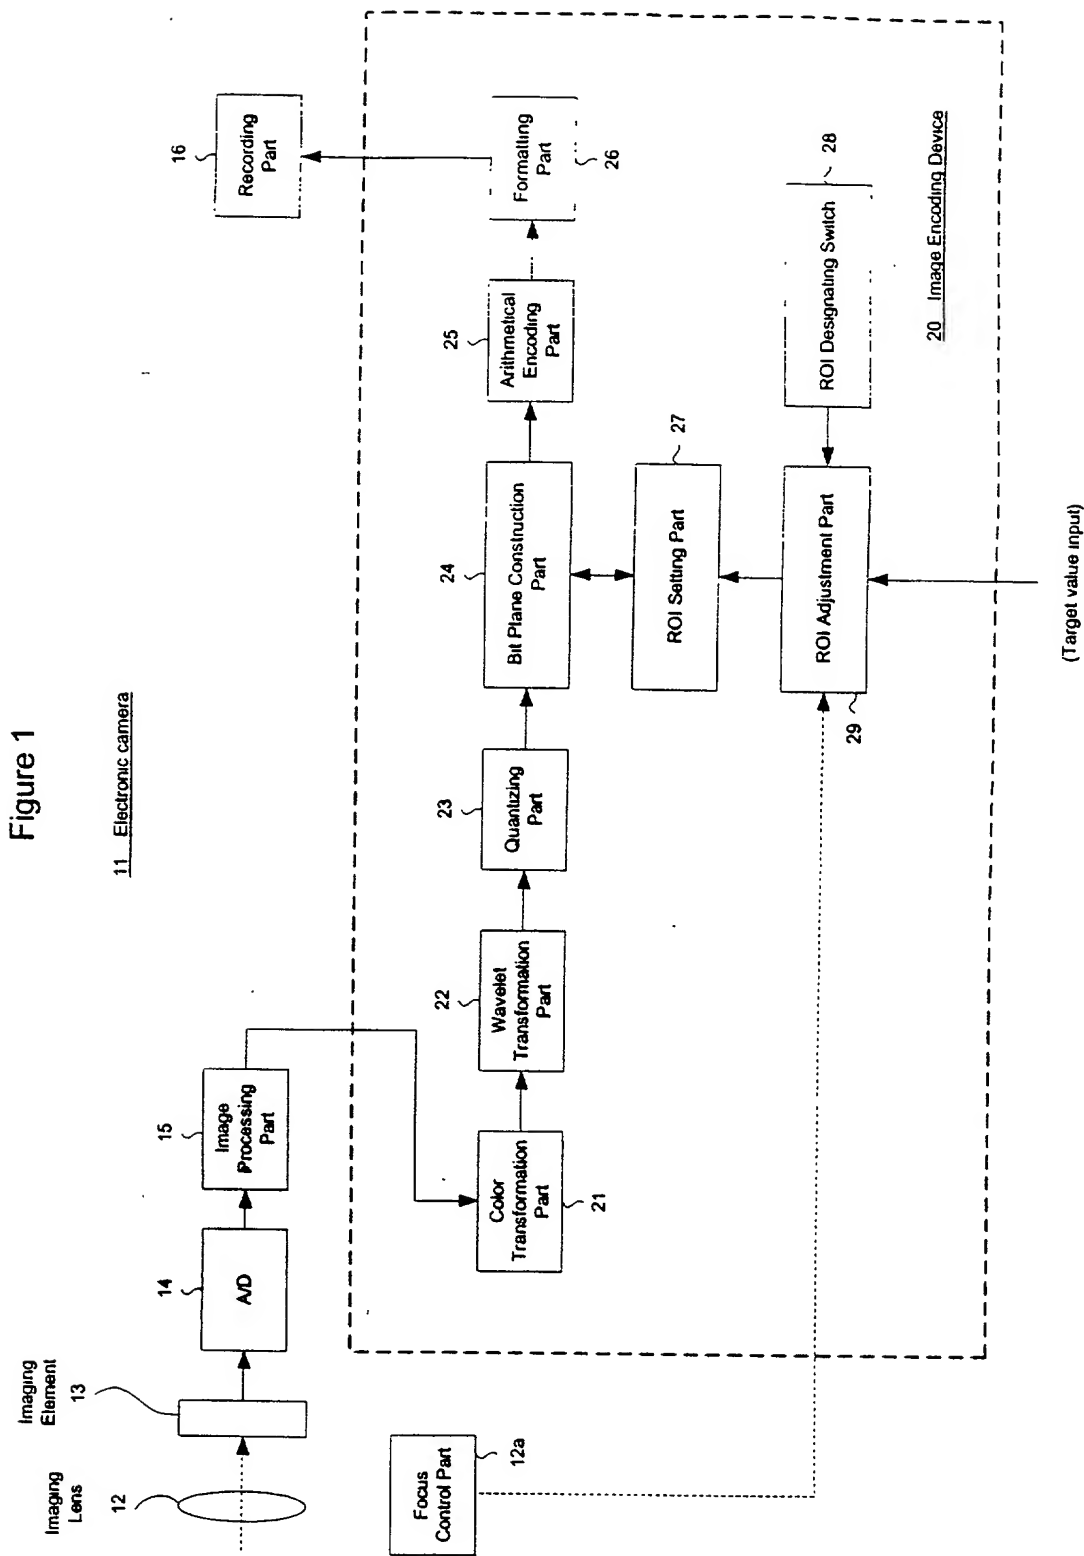 Figure 1
11 Electronic camera
Imaging
Lens
12
Imaging
Element
13
14
A/D
15
Image
Processing
Part
16
Recording
Part
Focus
Control Part
12a
Color
Transformation
Part
21
22
Wavelet
Transformation
Part
23
Quantizing
Part
24
Bit Plane Construction
Part
25
Arithmetical
Encoding
Part
Formatting
Part
26
ROI Setting Part
27
ROI Adjustment Part
29
ROI Designating Switch
28
20 Image Encoding Device
(Target value input)